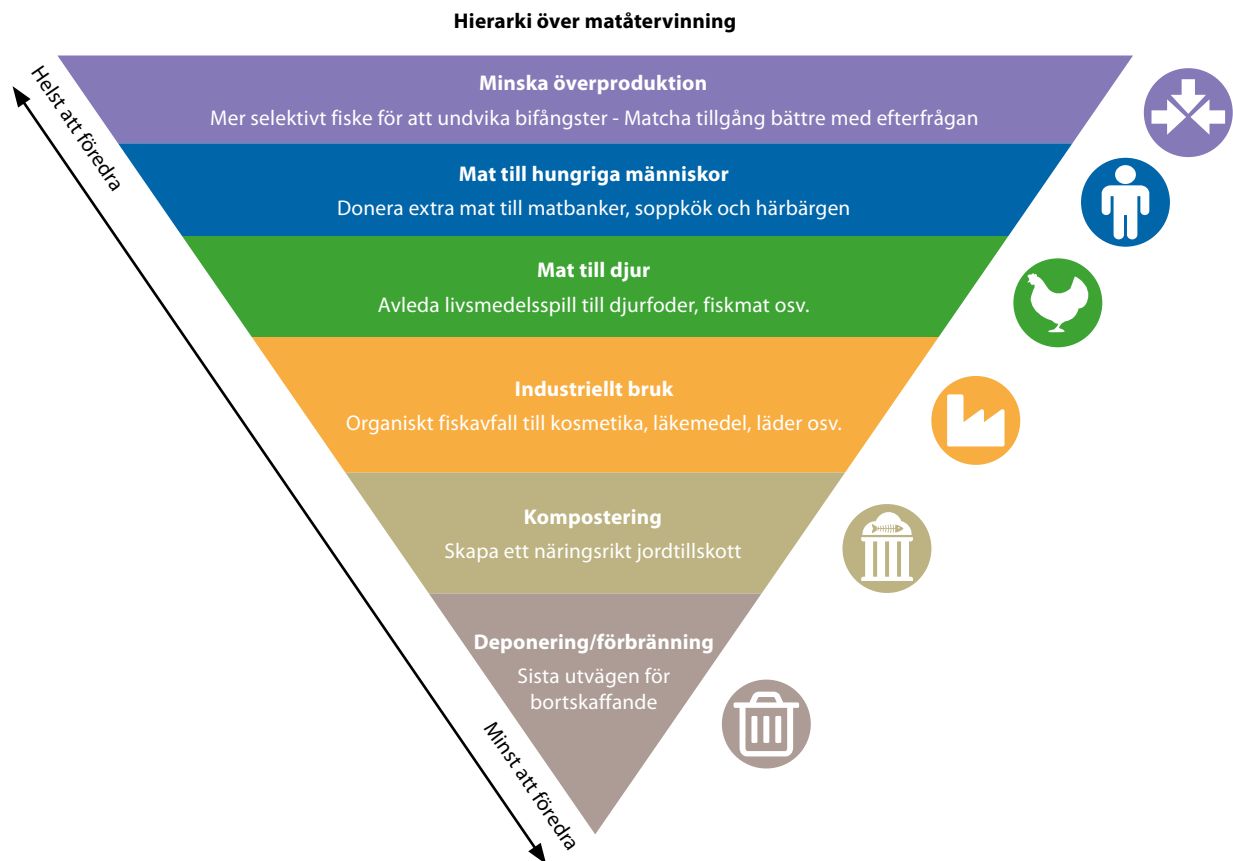 Hierarki över matåtervinning
Helst att föredra
Minska överproduktion
Mer selektivt fiske för att undvika bifångster - Matcha tillgång bättre med efterfrågan
Mat till hungriga människor
Donera extra mat till matbanker, soppkök och härbärgen
Mat till djur
Avleda livsmedelsspill till djurfoder, fiskmat osv.
Industriellt bruk
Organiskt fiskavfall till kosmetika, läkemedel, läder osv.
Kompostering
Skapa ett näringsrikt jordtillskott
Deponering/förbränning
Sista utvägen för
bortskaffande
Minst att föredra